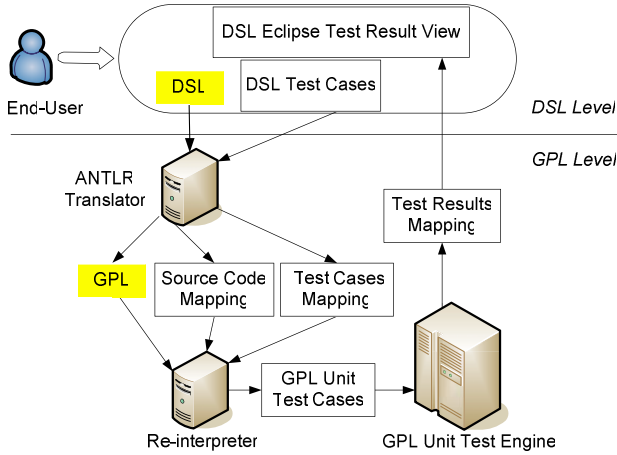 DSL Eclipse Test Result View
DSL
DSL Test Cases
End-User
DSL Level
GPL Level
ANTLR
Translator
Test Results
Mapping
GPL
Source Code
Mapping
Test Cases
Mapping
GPL Unit
Test Cases
Re-interpreter
GPL Unit Test Engine